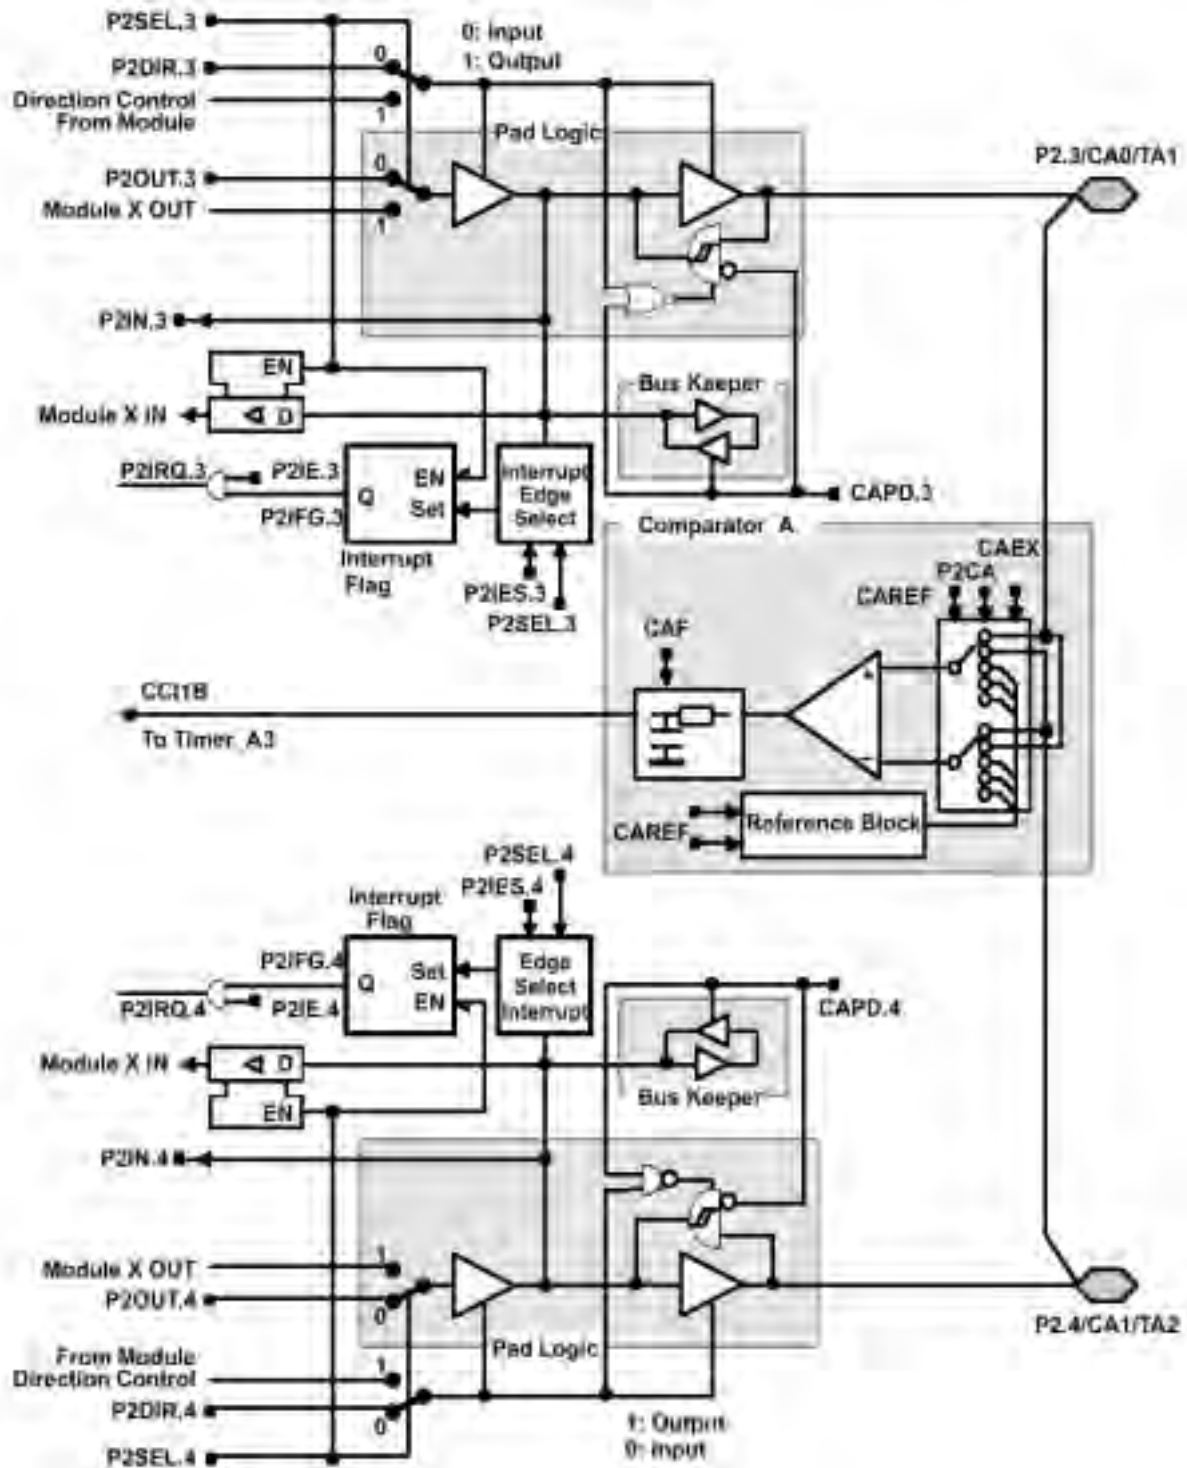 P2SEL.3
0: Input
1: Output
P2DIR.3
0
Direction Control
From Module
1
Pad Logic
P2.3/CA0/TA1
P2OUT.3
0
Module X OUT
1
P2IN.3
EN
Bus Keeper
Module X IN
D
P2IRQ.3
P2IE.3
P2IFG.3
Q
EN
Set
Interrupt
Edge
Select
CAPD.3
Interrupt
Flag
P2IES.3
P2SEL.3
Comparator A
CAEX
P2CA
CAREF
CAF
+
−
CCI1B
To Timer A3
Reference Block
CAREF
P2SEL.4
P2IES.4
Interrupt
Flag
P2IFG.4
Q
Set
EN
Edge
Select
Interrupt
P2IRQ.4
P2IE.4
CAPD.4
Module X IN
D
EN
Bus Keeper
P2IN.4
Module X OUT
1
P2OUT.4
0
Pad Logic
P2.4/CA1/TA2
From Module
Direction Control
1
P2DIR.4
0
1: Output
0: Input
P2SEL.4